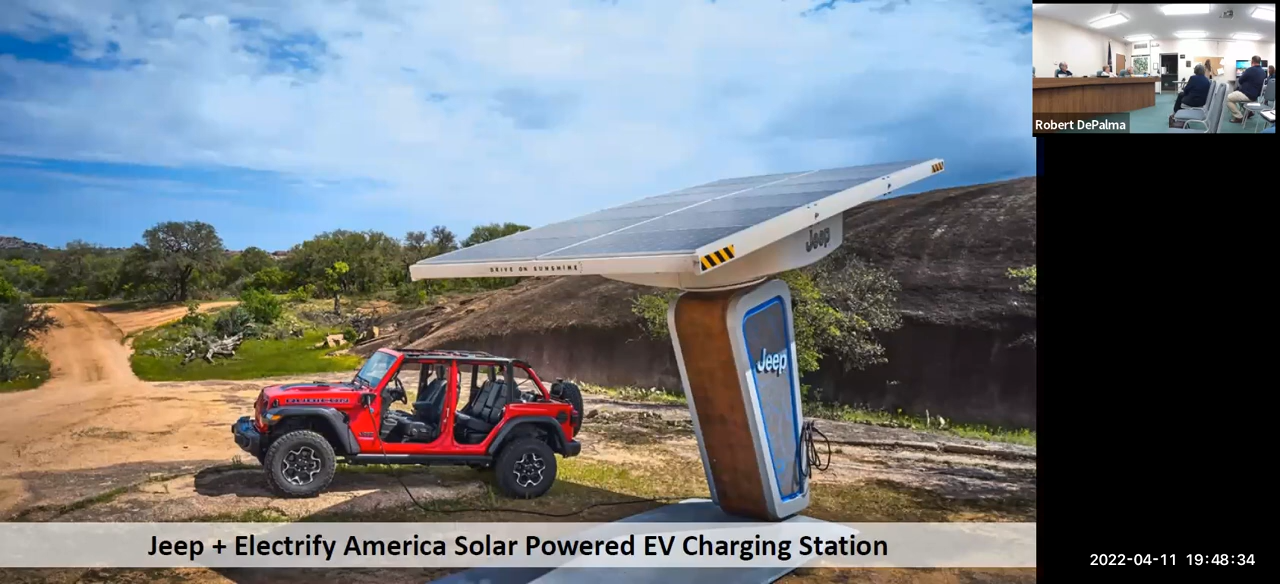 Robert DePalma
Jeep
DRIVE ON SUNSHINE
Jeep
RUBICON
Jeep + Electrify America Solar Powered EV Charging Station
2022-04-11 19:48:34